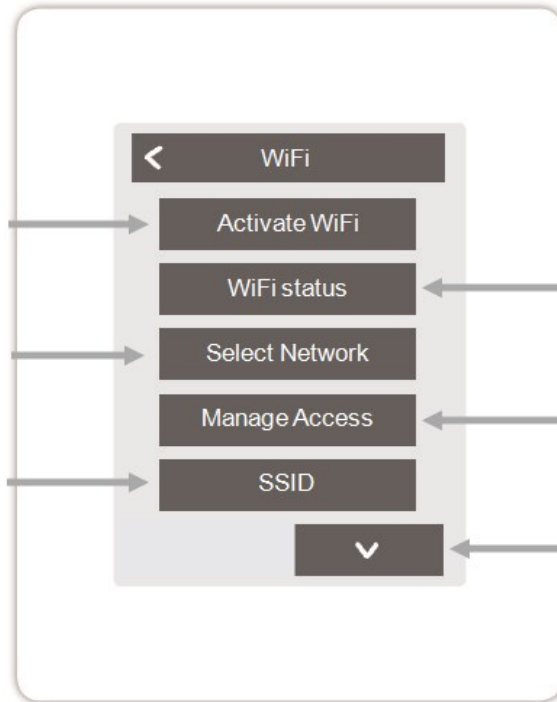 WiFi
Activate WiFi
WiFi status
Select Network
Manage Access
SSID